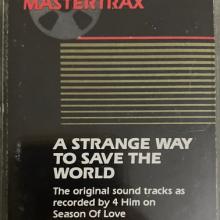 MASTERTRAX
A STRANGE WAY
TO SAVE THE
WORLD
The original sound tracks as
recorded by 4 Him on
Season Of Love